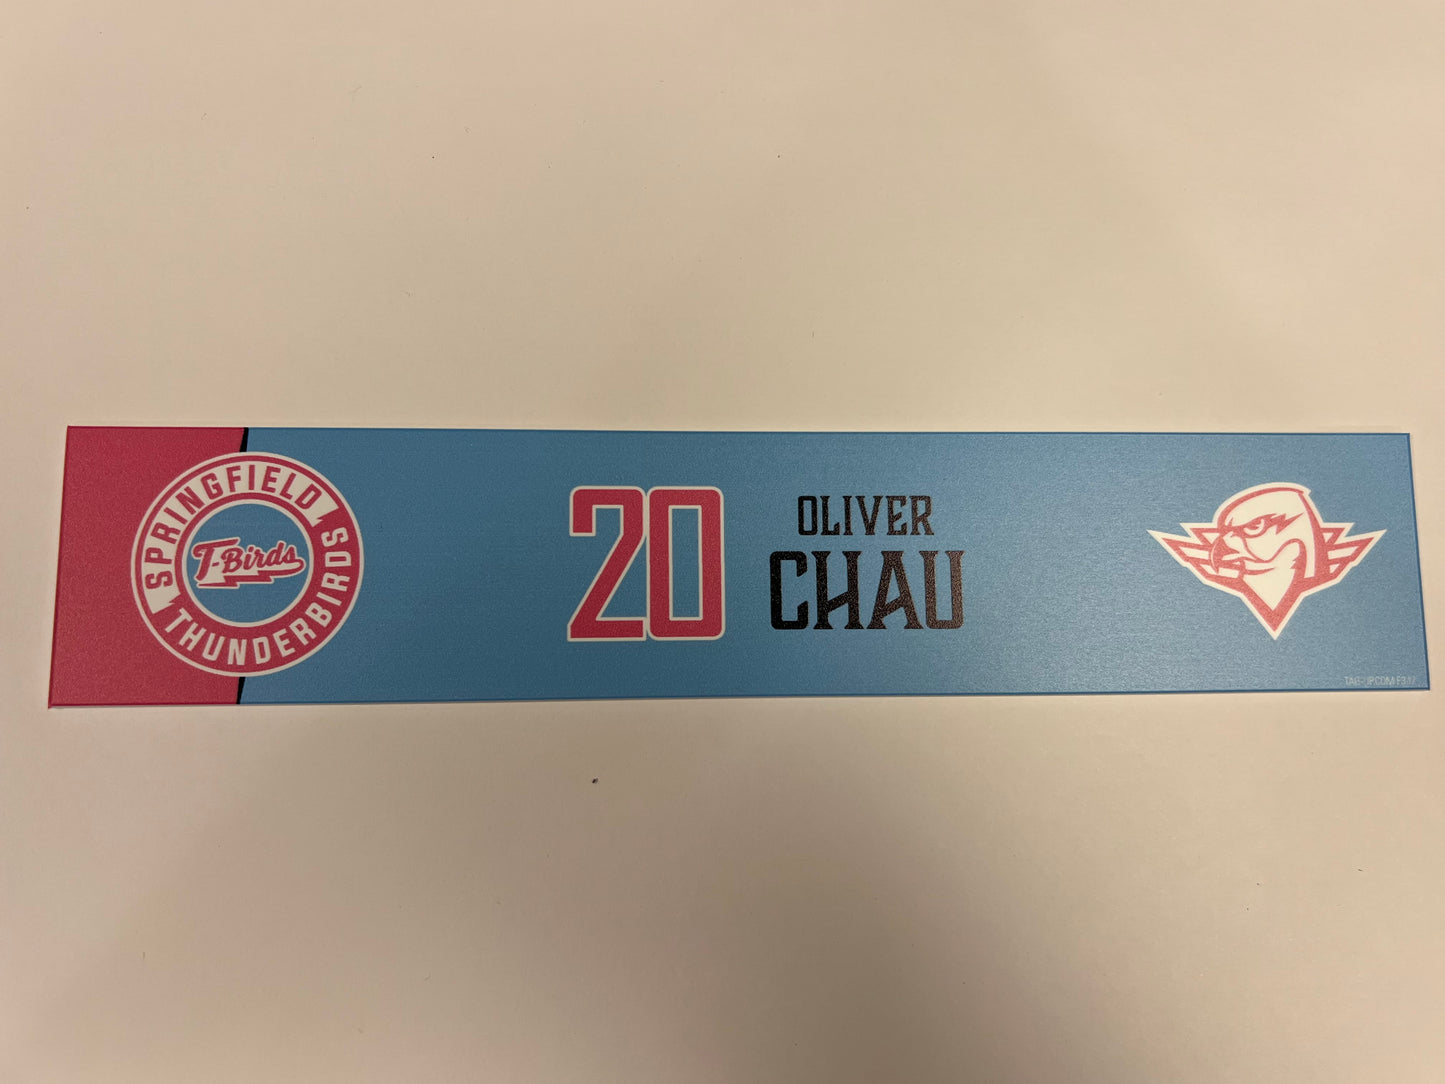 SPRINGFIELD
T-Birds
THUNDERBIRDS
20
OLIVER
CHAU